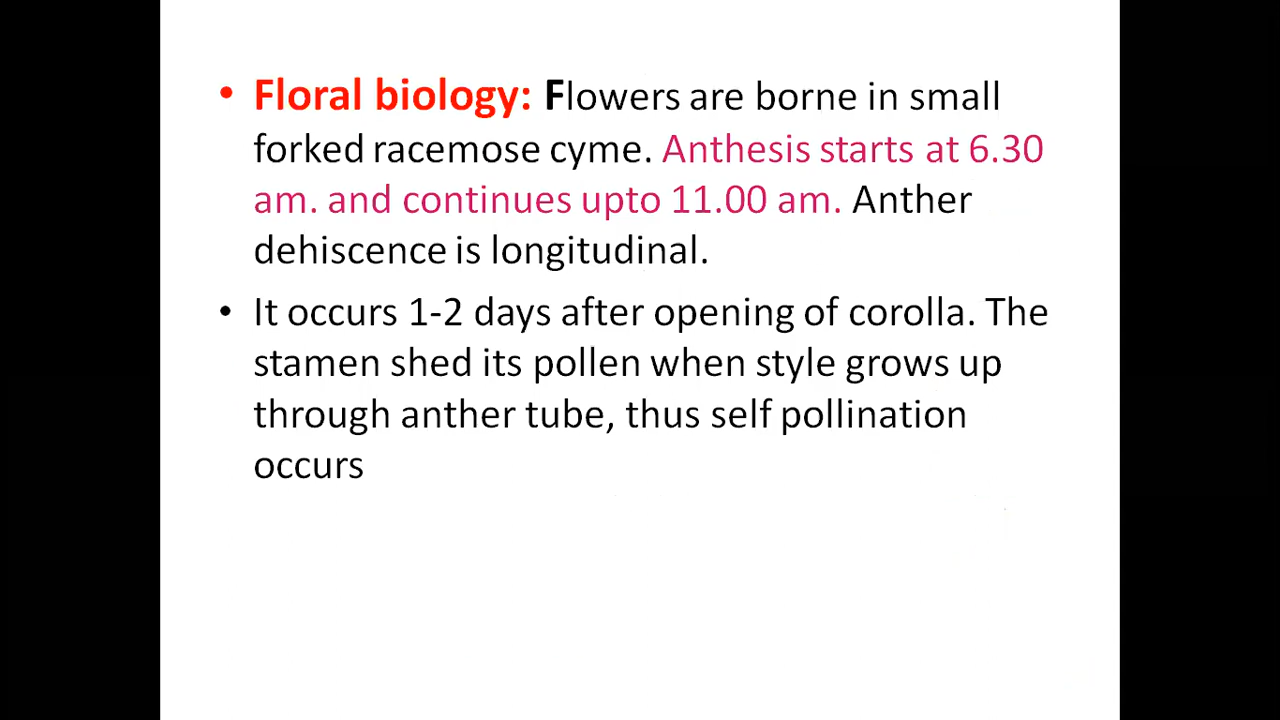 • Floral biology: Flowers are borne in small
forked racemose cyme. Anthesis starts at 6.30
am. and continues upto 11.00 am. Anther
dehiscence is longitudinal.
• It occurs 1-2 days after opening of corolla. The
stamen shed its pollen when style grows up
through anther tube, thus self pollination
occurs